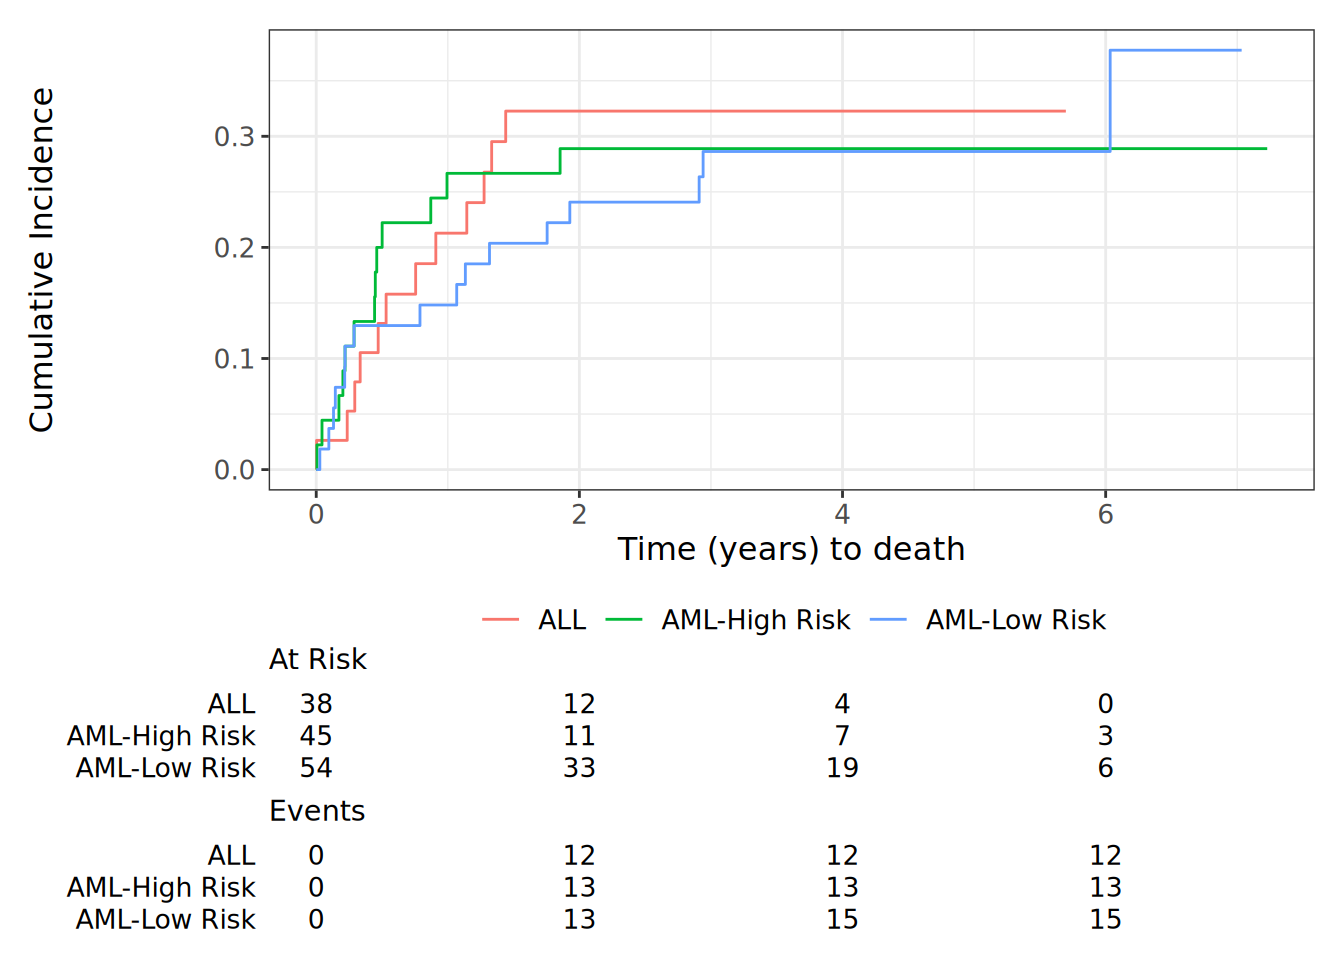 Cumulative Incidence
0.3
0.2
0.1
0.0
0 2 4 6
Time (years) to death
ALL AML-High Risk AML-Low Risk
At Risk
ALL 38 12 4 0
AML-High Risk 45 11 7 3
AML-Low Risk 54 33 19 6
Events
ALL 0 12 12 12
AML-High Risk 0 13 13 13
AML-Low Risk 0 13 15 15